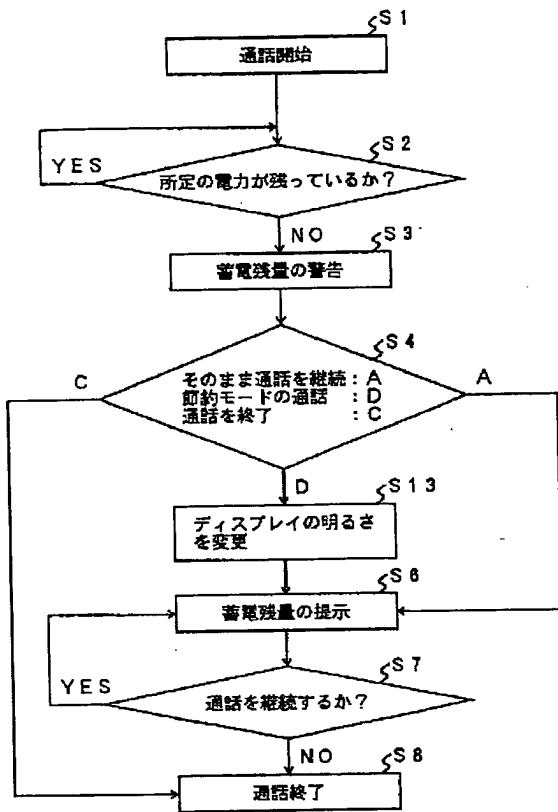 S1
通話開始
S2
YES
所定の電力が残っているか?
NO
S3
蓄電残量の警告
S4
C
A
そのまま通話を継続:A
節約モードの通話 :D
通話を終了 :C
D
S13
ディスプレイの明るさ
を変更
S6
蓄電残量の提示
S7
YES
通話を継続するか?
NO
S8
通話終了